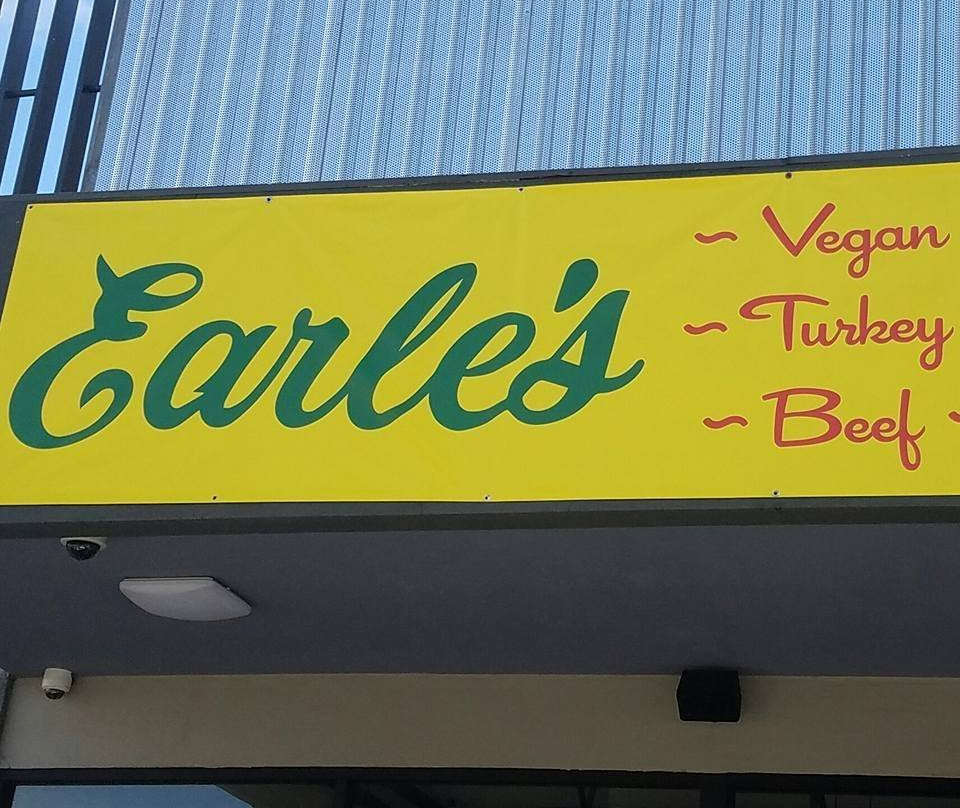 Earle's
~ Vegan
~ Turkey
~ Beef ~